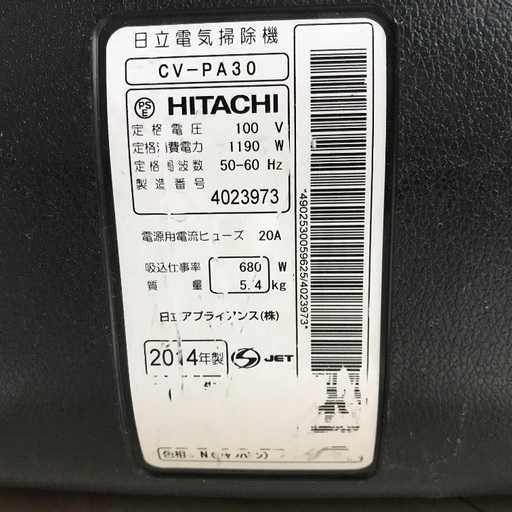 日立電気掃除機
CV-PA30
PSE HITACHI
定格電圧 100 V
定格消費電力 1190 W
定格周波数 50-60 Hz
製造番号
4023973
電源用電流ヒューズ 20A
吸込仕事率 680 W
質量 5.4 kg
日立アプライアンス(株)
2014年製 S JET
色相 N
*4902530059625/4023973*